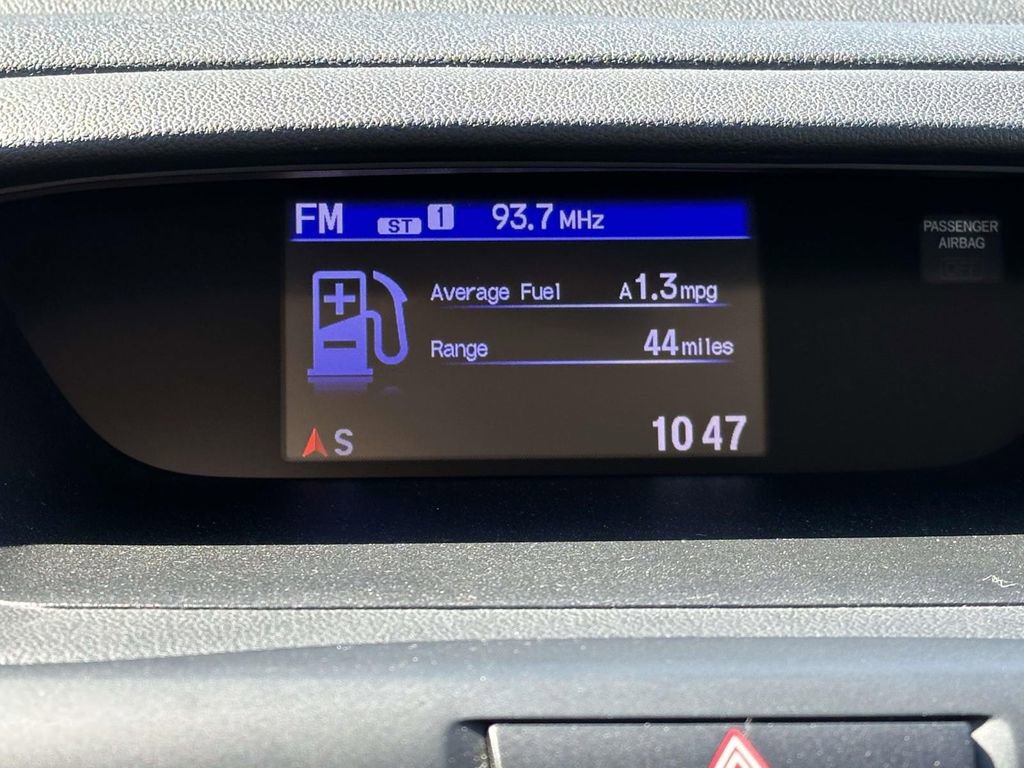 FM ST 1 93.7 MHz
PASSENGER
AIRBAG
Average Fuel A1.3mpg
Range 44miles
S 10 47